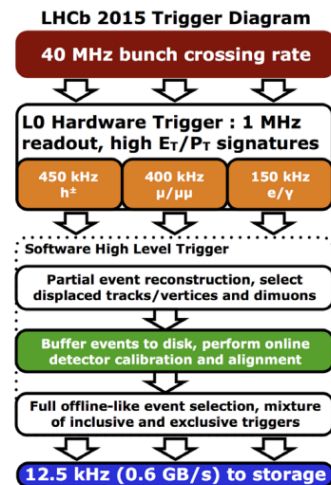 LHCb 2015 Trigger Diagram
40 MHz bunch crossing rate
L0 Hardware Trigger : 1 MHz
readout, high E_T/P_T signatures
450 kHz
h±
400 kHz
μ/μμ
150 kHz
e/γ
Software High Level Trigger
Partial event reconstruction, select
displaced tracks/vertices and dimuons
Buffer events to disk, perform online
detector calibration and alignment
Full offline-like event selection, mixture
of inclusive and exclusive triggers
12.5 kHz (0.6 GB/s) to storage